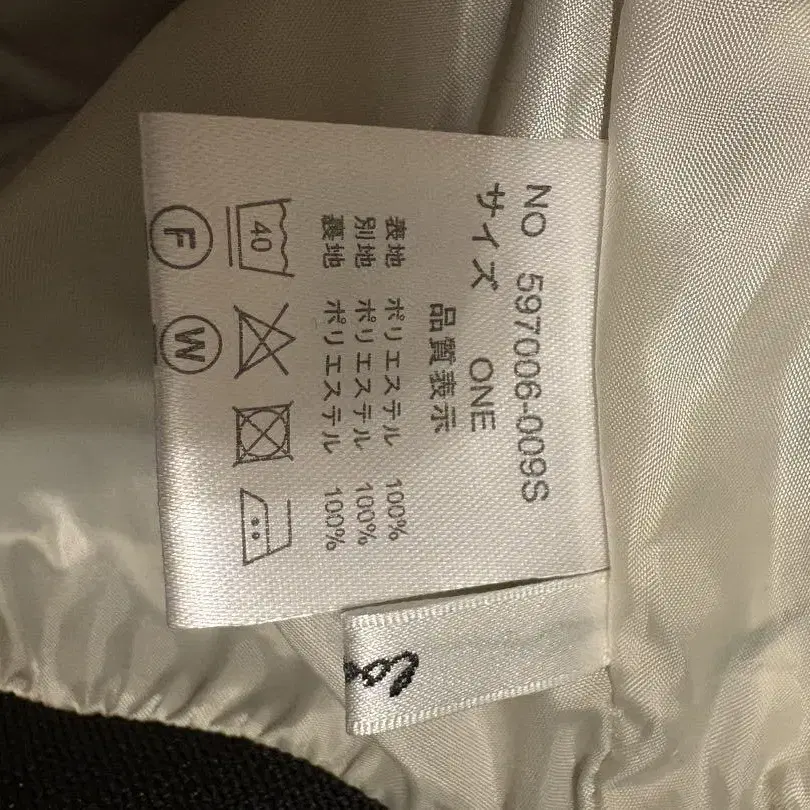 NO 597006-009S
サイズ ONE
品質表示
表地 ポリエステル 100%
別地 ポリエステル 100%
裏地 ポリエステル 100%
40
F W